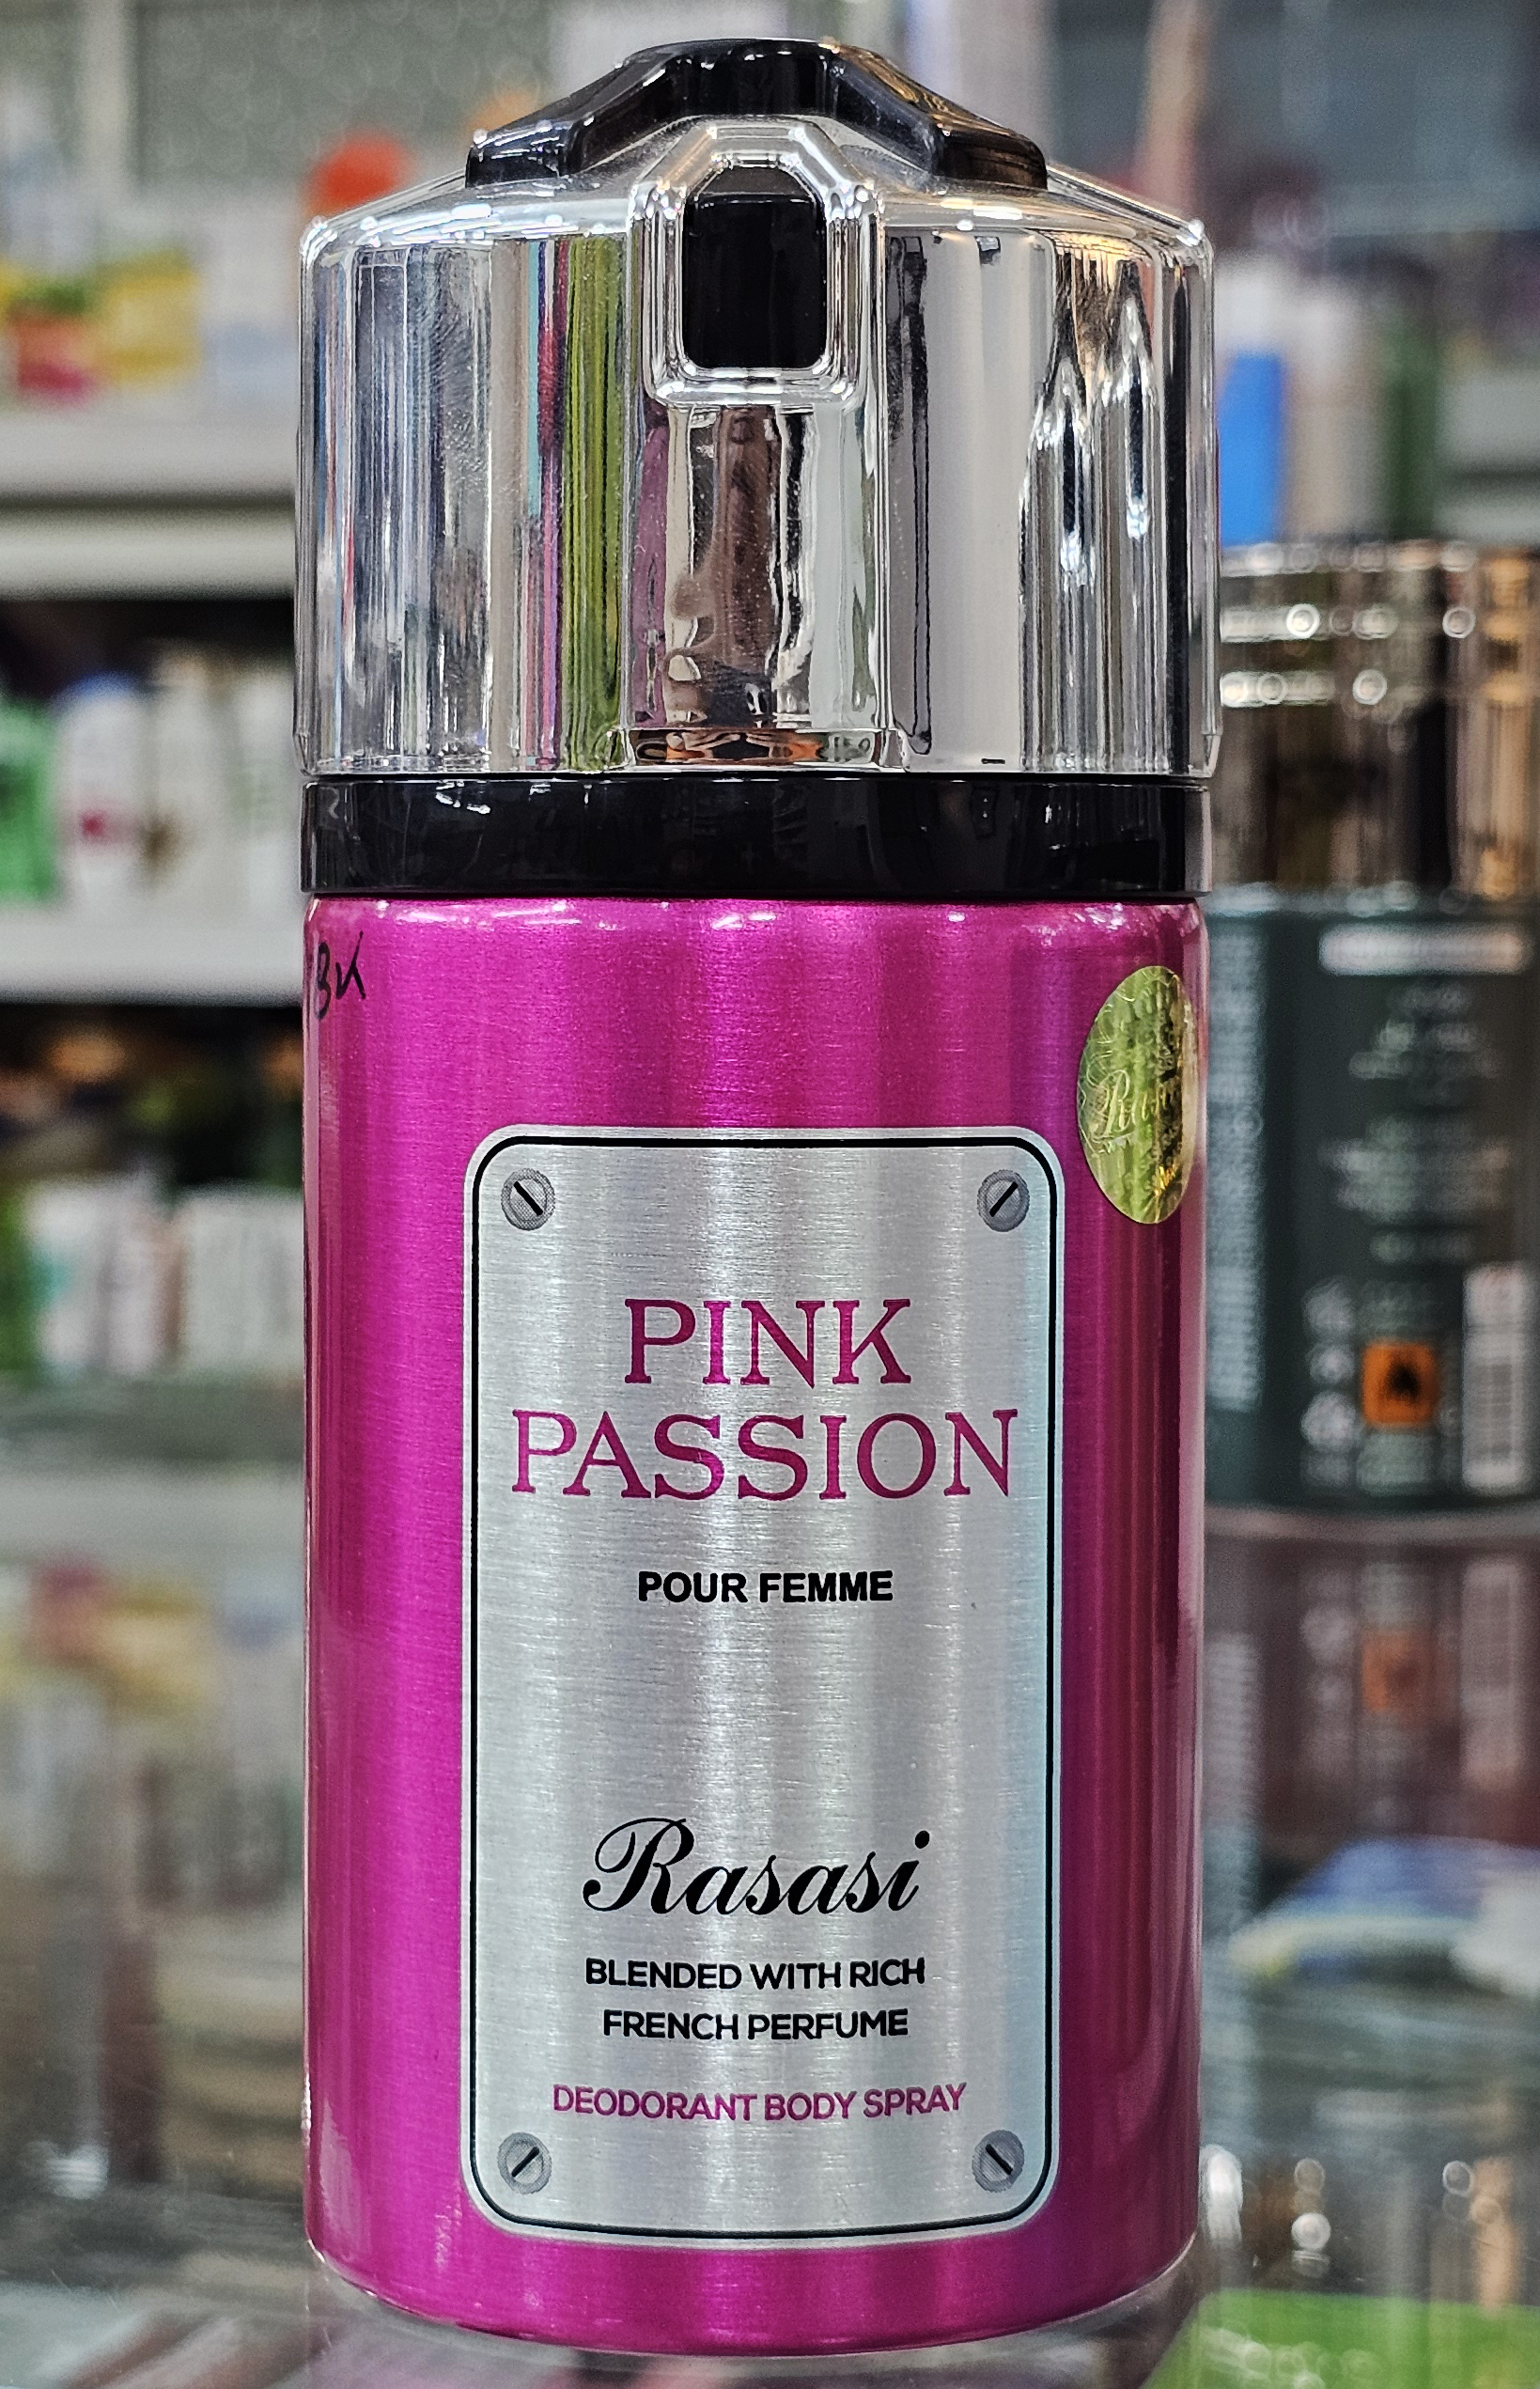 PINK
PASSION
POUR FEMME
Rasasi
BLENDED WITH RICH
FRENCH PERFUME
DEODORANT BODY SPRAY